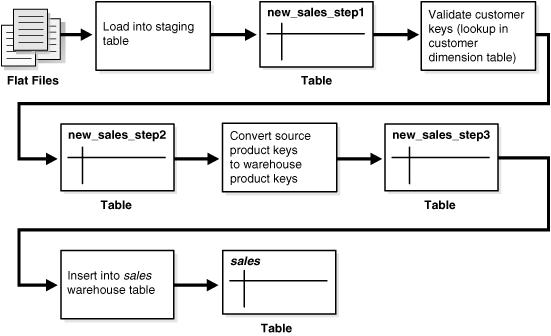 Flat Files
Load into staging
table
new_sales_step1
Table
Validate customer
keys (lookup in
customer
dimension table)
new_sales_step2
Table
Convert source
product keys
to warehouse
product keys
new_sales_step3
Table
Insert into sales
warehouse table
sales
Table